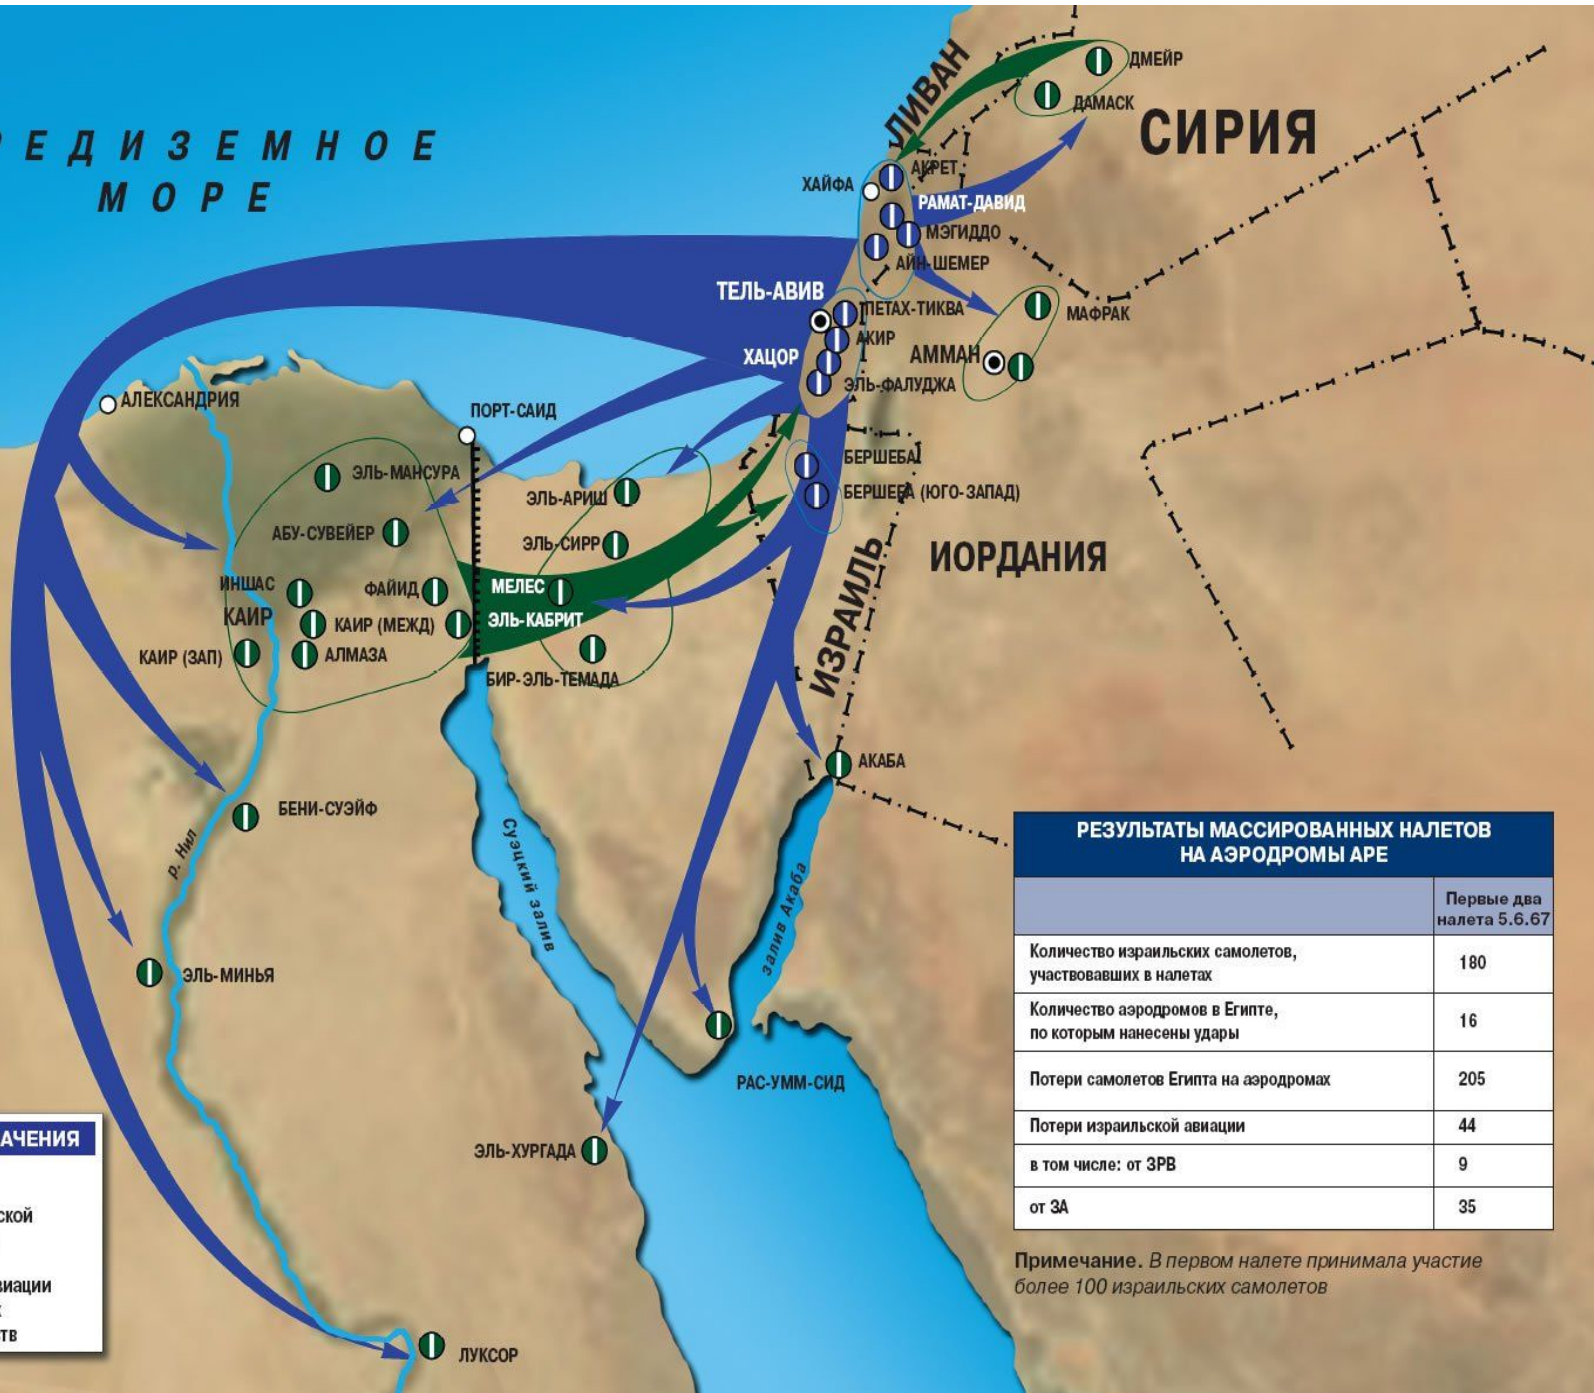 ЕДИЗЕМНОЕ
МОРЕ
ЛИВАН
ДМЕЙР
ДАМАСК
СИРИЯ
АКРЕТ
ХАЙФА
РАМАТ-ДАВИД
МЭГИДДО
АЙН-ШЕМЕР
ТЕЛЬ-АВИВ
ПЕТАХ-ТИКВА
МАФРАК
АКИР
ХАЦОР
АММАН
ЭЛЬ-ФАЛУДЖА
АЛЕКСАНДРИЯ
ПОРТ-САИД
БЕРШЕБА
ЭЛЬ-МАНСУРА
ЭЛЬ-АРИШ
БЕРШЕБА (ЮГО-ЗАПАД)
АБУ-СУВЕЙЕР
ЭЛЬ-СИРР
ИОРДАНИЯ
ИЗРАИЛЬ
ИНШАС
ФАЙИД
МЕЛЕС
КАИР
КАИР (МЕЖД)
ЭЛЬ-КАБРИТ
КАИР (ЗАП)
АЛМАЗА
БИР-ЭЛЬ-ТЕМАДА
АКАБА
БЕНИ-СУЭЙФ
р. Нил
Суэцкий залив
залив Акаба
ЭЛЬ-МИНЬЯ
РАС-УММ-СИД
ЭЛЬ-ХУРГАДА
ЛУКСОР
АЧЕНИЯ
ской
виации
тв
РЕЗУЛЬТАТЫ МАССИРОВАННЫХ НАЛЕТОВ
НА АЭРОДРОМЫ АРЕ
Первые два
налета 5.6.67
Количество израильских самолетов,
участвовавших в налетах 180
Количество аэродромов в Египте,
по которым нанесены удары 16
Потери самолетов Египта на аэродромах 205
Потери израильской авиации 44
в том числе: от ЗРВ 9
от ЗА 35
Примечание. В первом налете принимала участие
более 100 израильских самолетов